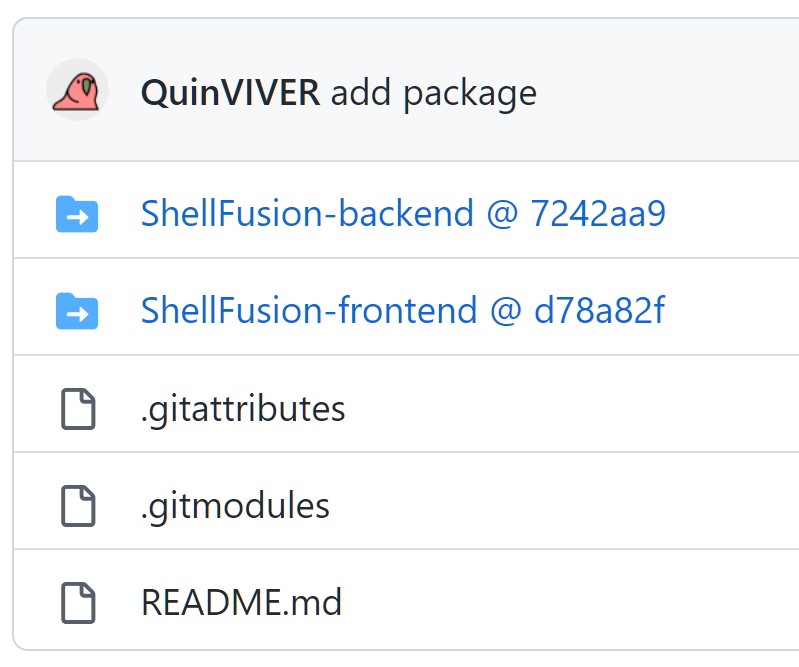 QuinVIVER add package
ShellFusion-backend @ 7242aa9
ShellFusion-frontend @ d78a82f
.gitattributes
.gitmodules
README.md